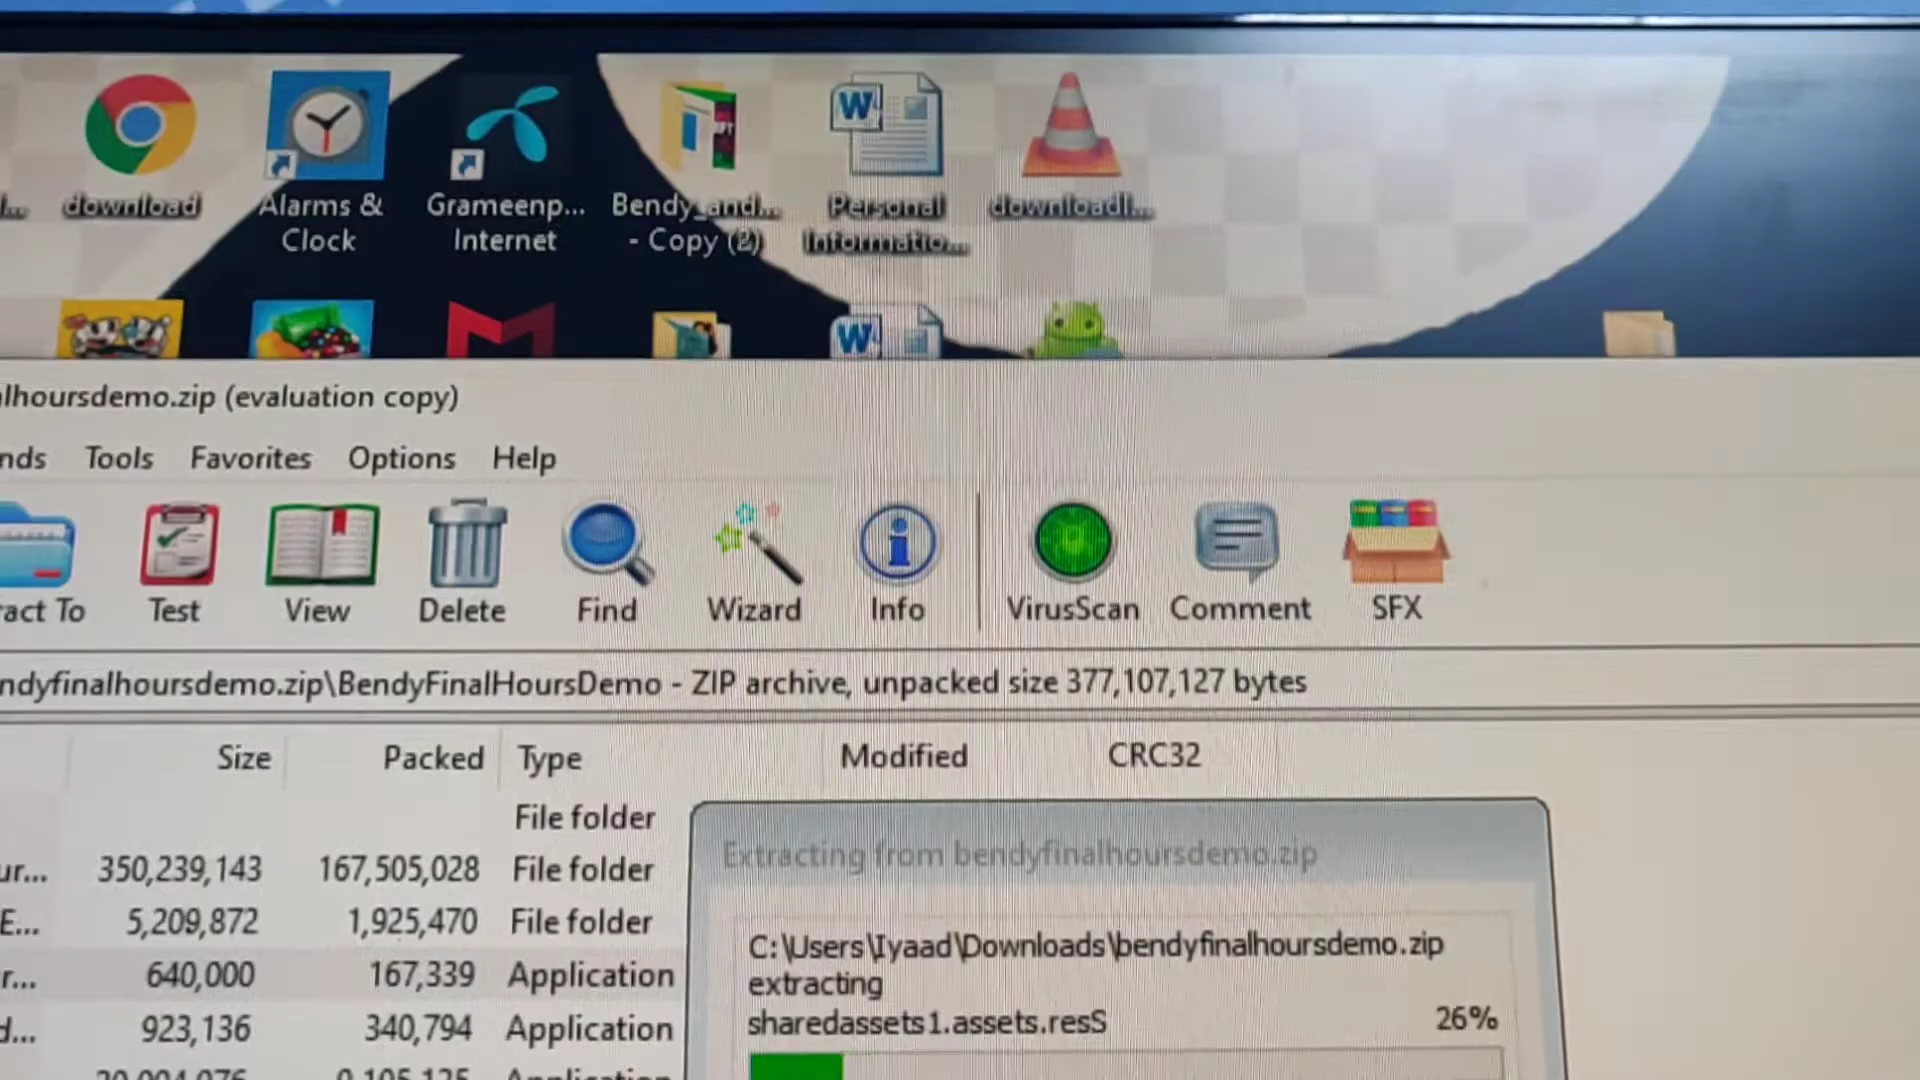 download
Alarms &
Clock
Grameenp...
Internet
Bendy_and...
- Copy (2)
Personal
Informatio...
downloadl...
lhoursdemo.zip (evaluation copy)
nds Tools Favorites Options Help
ract To Test View Delete Find Wizard Info VirusScan Comment SFX
ndyfinalhoursdemo.zip\BendyFinalHoursDemo - ZIP archive, unpacked size 377,107,127 bytes
Size Packed Type Modified CRC32
File folder
ur... 350,239,143 167,505,028 File folder
E... 5,209,872 1,925,470 File folder
r... 640,000 167,339 Application
d... 923,136 340,794 Application
Extracting from bendyfinalhoursdemo.zip
C:\Users\Iyaad\Downloads\bendyfinalhoursdemo.zip
extracting
sharedassets1.assets.resS 26%